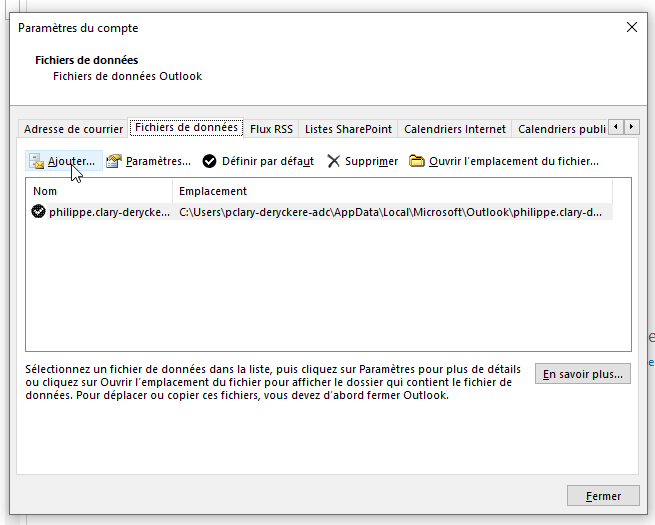 Paramètres du compte
Fichiers de données
Fichiers de données Outlook
Adresse de courrier Fichiers de données Flux RSS Listes SharePoint Calendriers Internet Calendriers publi
Ajouter... Paramètres... Définir par défaut Supprimer Ouvrir l'emplacement du fichier...
Nom Emplacement
philippe.clary-derycke... C:\Users\pclary-deryckere-adc\AppData\Local\Microsoft\Outlook\philippe.clary-d...
Sélectionnez un fichier de données dans la liste, puis cliquez sur Paramètres pour plus de détails
ou cliquez sur Ouvrir l'emplacement du fichier pour afficher le dossier qui contient le fichier de
données. Pour déplacer ou copier ces fichiers, vous devez d'abord fermer Outlook.
En savoir plus...
Fermer